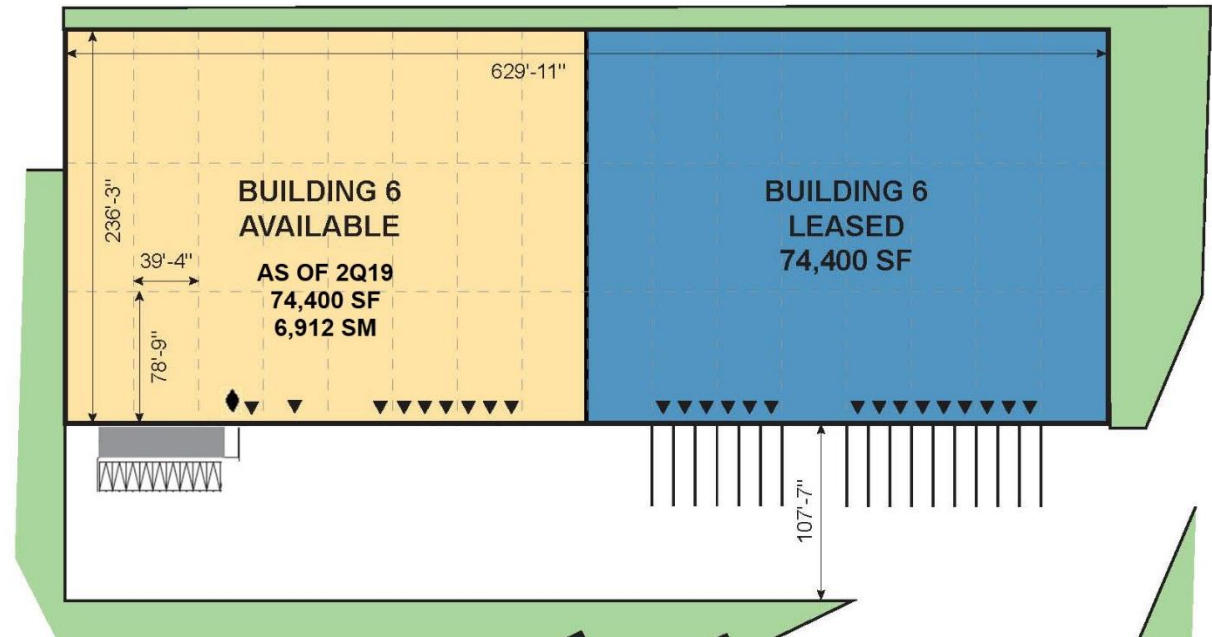 629'-11"
236'-3"
BUILDING 6
AVAILABLE
AS OF 2Q19
74,400 SF
6,912 SM
39'-4"
78'-9"
BUILDING 6
LEASED
74,400 SF
107'-7"